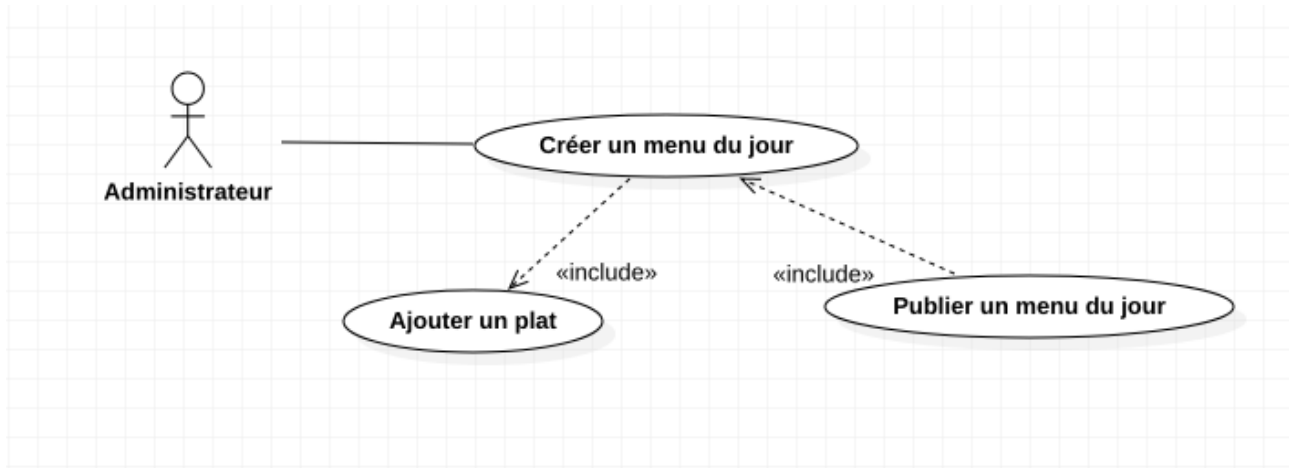 Créer un menu du jour
Administrateur
«include»
«include»
Ajouter un plat
Publier un menu du jour